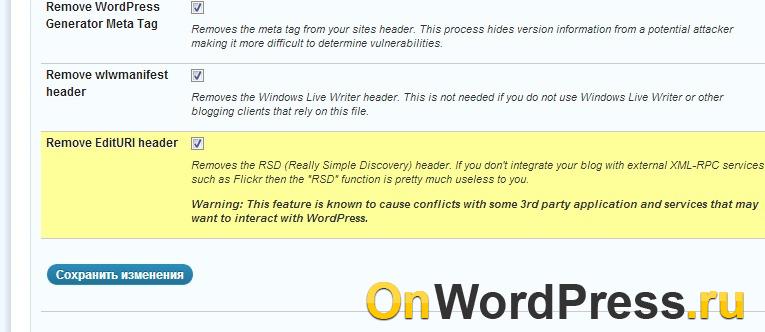 Remove WordPress
Generator Meta Tag
Removes the meta tag from your sites header. This process hides version information from a potential attacker
making it more difficult to determine vulnerabilities.
Remove wlwmanifest
header
Removes the Windows Live Writer header. This is not needed if you do not use Windows Live Writer or other
blogging clients that rely on this file.
Remove EditURI header
Removes the RSD (Really Simple Discovery) header. If you don't integrate your blog with external XML-RPC services
such as Flickr then the "RSD" function is pretty much useless to you.
Warning: This feature is known to cause conflicts with some 3rd party application and services that may
want to interact with WordPress.
Сохранить изменения
OnWordPress.ru